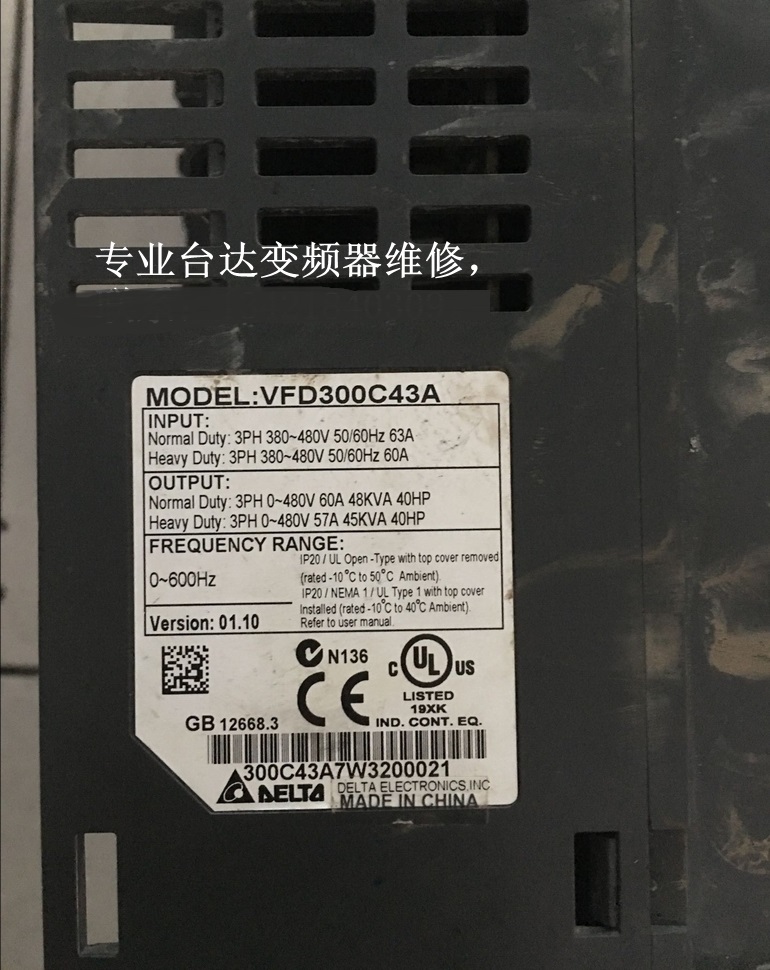 专业台达变频器维修，
MODEL:VFD300C43A
INPUT:
Normal Duty: 3PH 380~480V 50/60Hz 63A
Heavy Duty: 3PH 380~480V 50/60Hz 60A
OUTPUT:
Normal Duty: 3PH 0~480V 60A 48KVA 40HP
Heavy Duty: 3PH 0~480V 57A 45KVA 40HP
FREQUENCY RANGE:
0~600Hz
IP20 / UL Open -Type with top cover removed
(rated -10°C to 50°C Ambient).
IP20 / NEMA 1 / UL Type 1 with top cover
Installed (rated -10°C to 40°C Ambient).
Refer to user manual.
Version: 01.10
N136
C UL US
LISTED
19XK
IND. CONT. EQ.
CE
GB 12668.3
300C43A7W3200021
DELTA
DELTA ELECTRONICS,INC
MADE IN CHINA